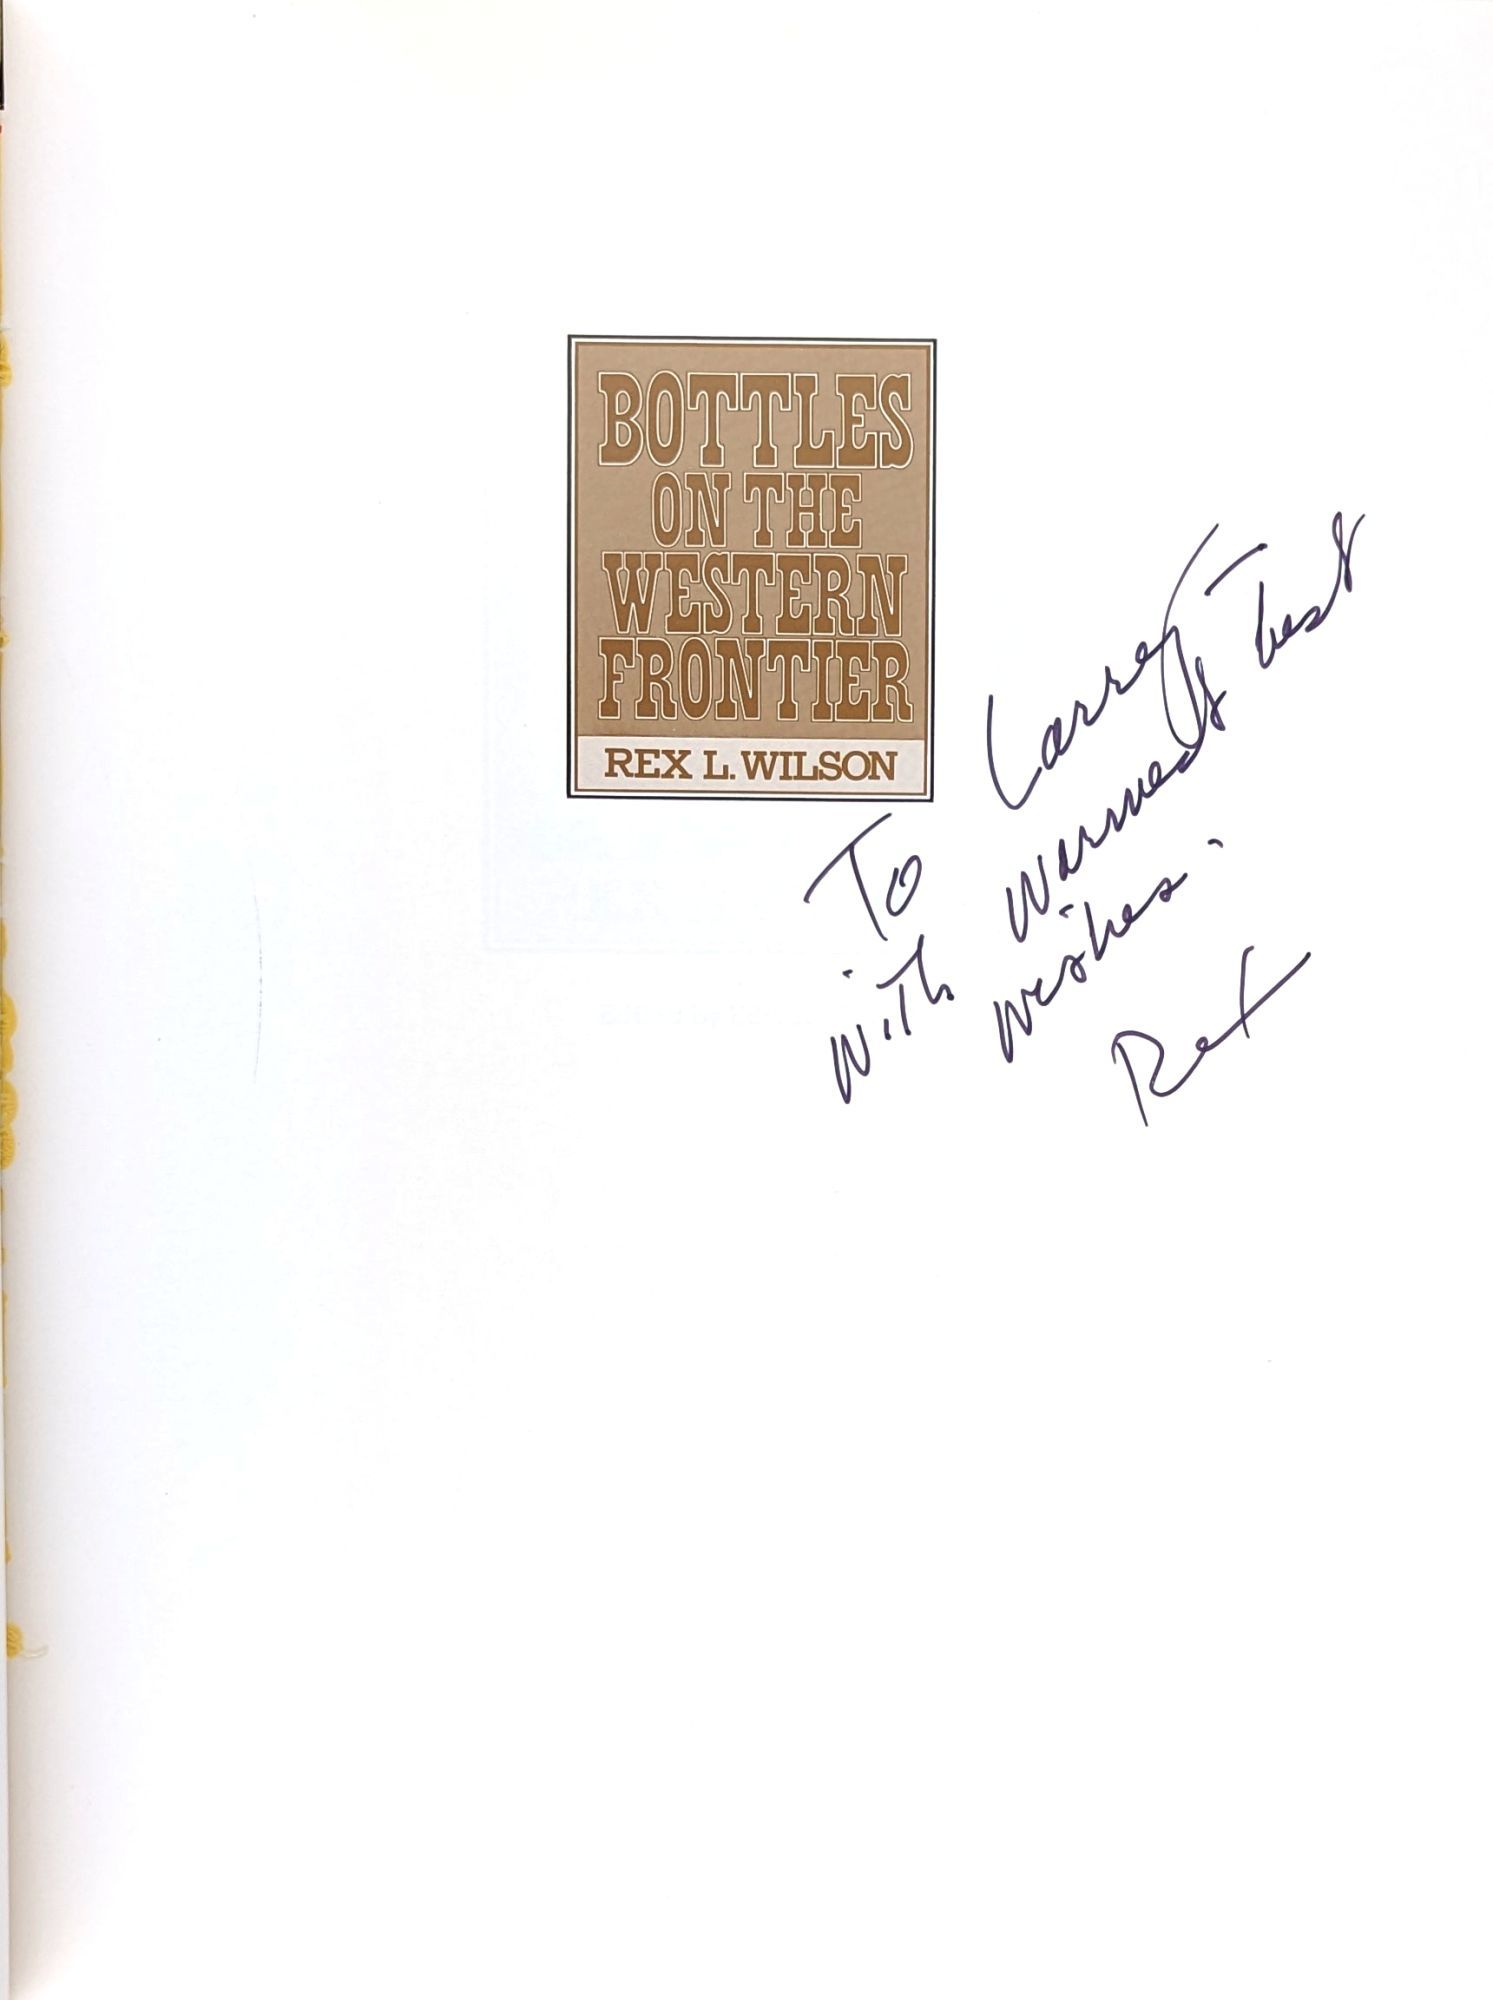 BOTTLES
ON THE
WESTERN
FRONTIER
REX L. WILSON
To Larry
with warmest best
wishes.
Rex